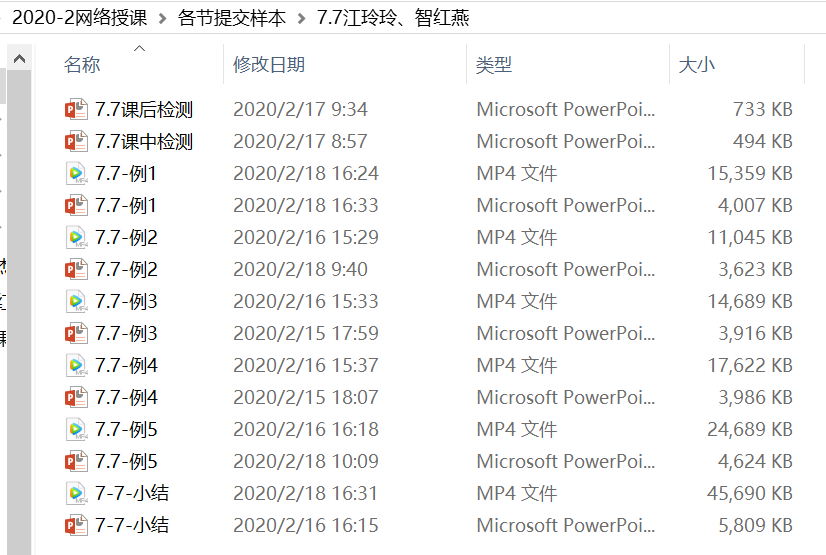 2020-2网络授课 > 各节提交样本 > 7.7江玲玲、智红燕
名称 修改日期 类型 大小
7.7课后检测 2020/2/17 9:34 Microsoft PowerPoi... 733 KB
7.7课中检测 2020/2/17 8:57 Microsoft PowerPoi... 494 KB
7.7-例1 2020/2/18 16:24 MP4 文件 15,359 KB
7.7-例1 2020/2/18 16:33 Microsoft PowerPoi... 4,007 KB
7.7-例2 2020/2/16 15:29 MP4 文件 11,045 KB
7.7-例2 2020/2/18 9:40 Microsoft PowerPoi... 3,623 KB
7.7-例3 2020/2/16 15:33 MP4 文件 14,689 KB
7.7-例3 2020/2/15 17:59 Microsoft PowerPoi... 3,916 KB
7.7-例4 2020/2/16 15:37 MP4 文件 17,622 KB
7.7-例4 2020/2/15 18:07 Microsoft PowerPoi... 3,986 KB
7.7-例5 2020/2/16 16:18 MP4 文件 24,689 KB
7.7-例5 2020/2/18 10:09 Microsoft PowerPoi... 4,624 KB
7-7-小结 2020/2/18 16:31 MP4 文件 45,690 KB
7-7-小结 2020/2/16 16:15 Microsoft PowerPoi... 5,809 KB